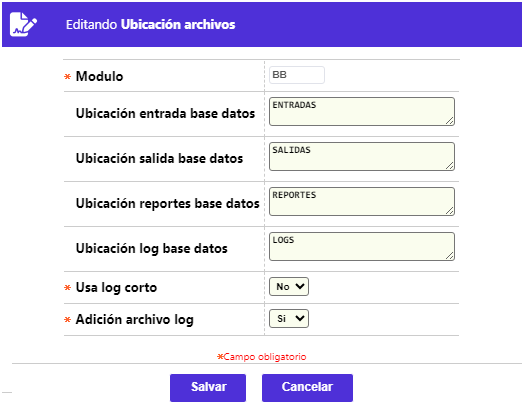 Editando Ubicación archivos
* Modulo BB
Ubicación entrada base datos ENTRADAS
Ubicación salida base datos SALIDAS
Ubicación reportes base datos REPORTES
Ubicación log base datos LOGS
* Usa log corto No
* Adición archivo log Si
*Campo obligatorio
Salvar Cancelar